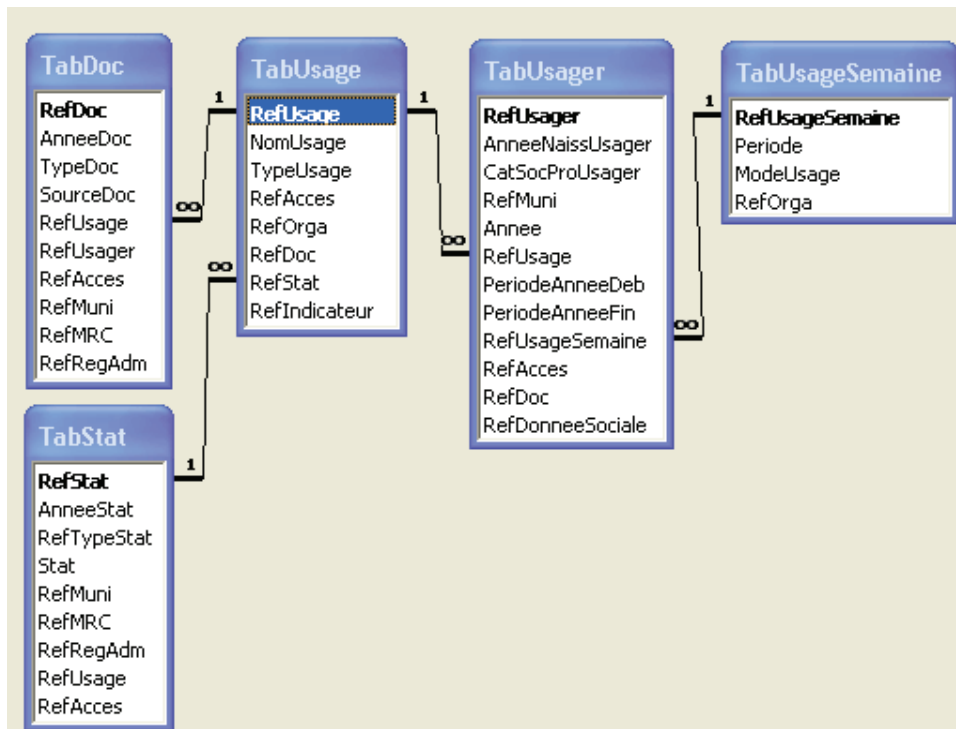 TabDoc
RefDoc
AnneeDoc
TypeDoc
SourceDoc
RefUsage
RefUsager
RefAcces
RefMuni
RefMRC
RefRegAdm
1
∞
TabUsage
RefUsage
NomUsage
TypeUsage
RefAcces
RefOrga
RefDoc
RefStat
RefIndicateur
1
∞
∞
TabUsager
RefUsager
AnneeNaissUsager
CatSocProUsager
RefMuni
Annee
RefUsage
PeriodeAnneeDeb
PeriodeAnneeFin
RefUsageSemaine
RefAcces
RefDoc
RefDonneeSociale
1
∞
TabUsageSemaine
RefUsageSemaine
Periode
ModeUsage
RefOrga
TabStat
RefStat
AnneeStat
RefTypeStat
Stat
RefMuni
RefMRC
RefRegAdm
RefUsage
RefAcces
1